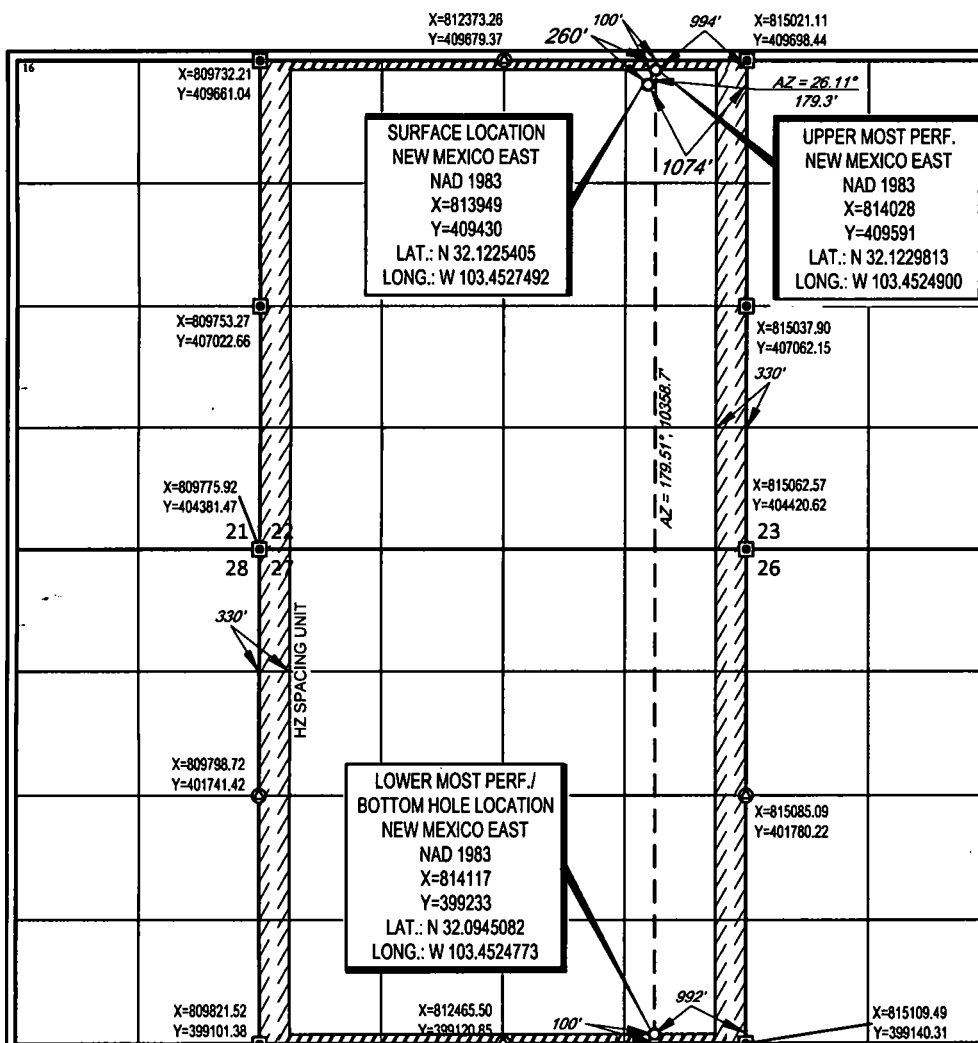 X=812373.26
Y=409679.37
260'
100'
994'
X=815021.11
Y=409698.44
16
X=809732.21
Y=409661.04
AZ = 26.11°
179.3'
SURFACE LOCATION
NEW MEXICO EAST
NAD 1983
X=813949
Y=409430
LAT.: N 32.1225405
LONG.: W 103.4527492
1074'
UPPER MOST PERF.
NEW MEXICO EAST
NAD 1983
X=814028
Y=409591
LAT.: N 32.1229813
LONG.: W 103.4524900
X=809753.27
Y=407022.66
X=815037.90
Y=407062.15
330'
AZ = 179.51°, 10358.7'
X=809775.92
Y=404381.47
X=815062.57
Y=404420.62
21 22
23
28 27
26
330'
HZ SPACING UNIT
X=809798.72
Y=401741.42
LOWER MOST PERF./
BOTTOM HOLE LOCATION
NEW MEXICO EAST
NAD 1983
X=814117
Y=399233
LAT.: N 32.0945082
LONG.: W 103.4524773
X=815085.09
Y=401780.22
X=809821.52
Y=399101.38
X=812465.50
Y=399120.85
100'
992'
X=815109.49
Y=399140.31